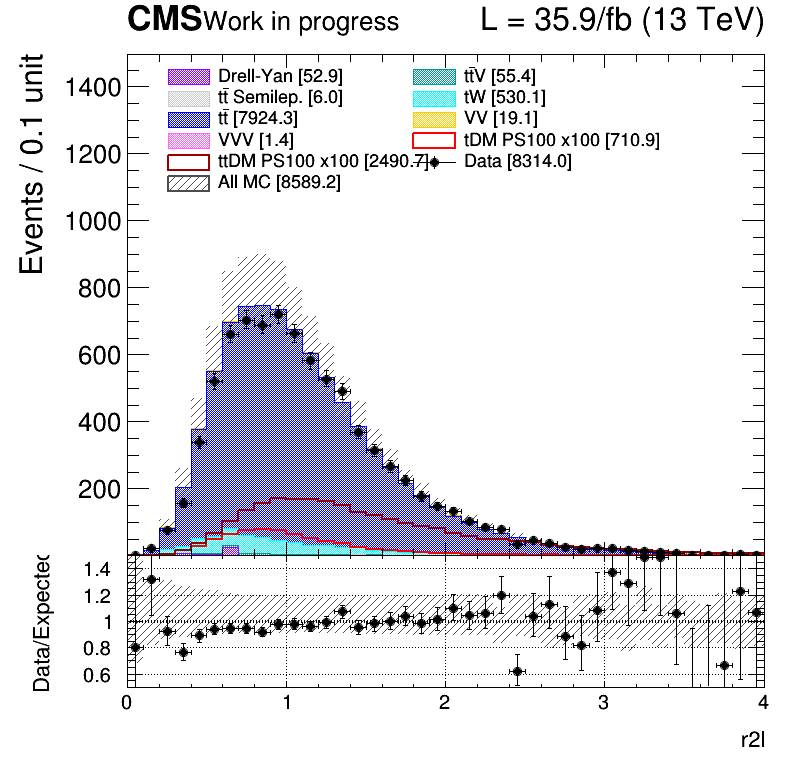 CMS Work in progress L = 35.9/fb (13 TeV)
Events / 0.1 unit
1400
1200
1000
800
600
400
200
Drell-Yan [52.9]
tt̄ Semilep. [6.0]
tt̄ [7924.3]
VVV [1.4]
ttDM PS100 x100 [2490.7]
All MC [8589.2]
tt̄V [55.4]
tW [530.1]
VV [19.1]
tDM PS100 x100 [710.9]
Data [8314.0]
Data/Expected
1.4
1.2
1
0.8
0.6
0 1 2 3 4
r2l